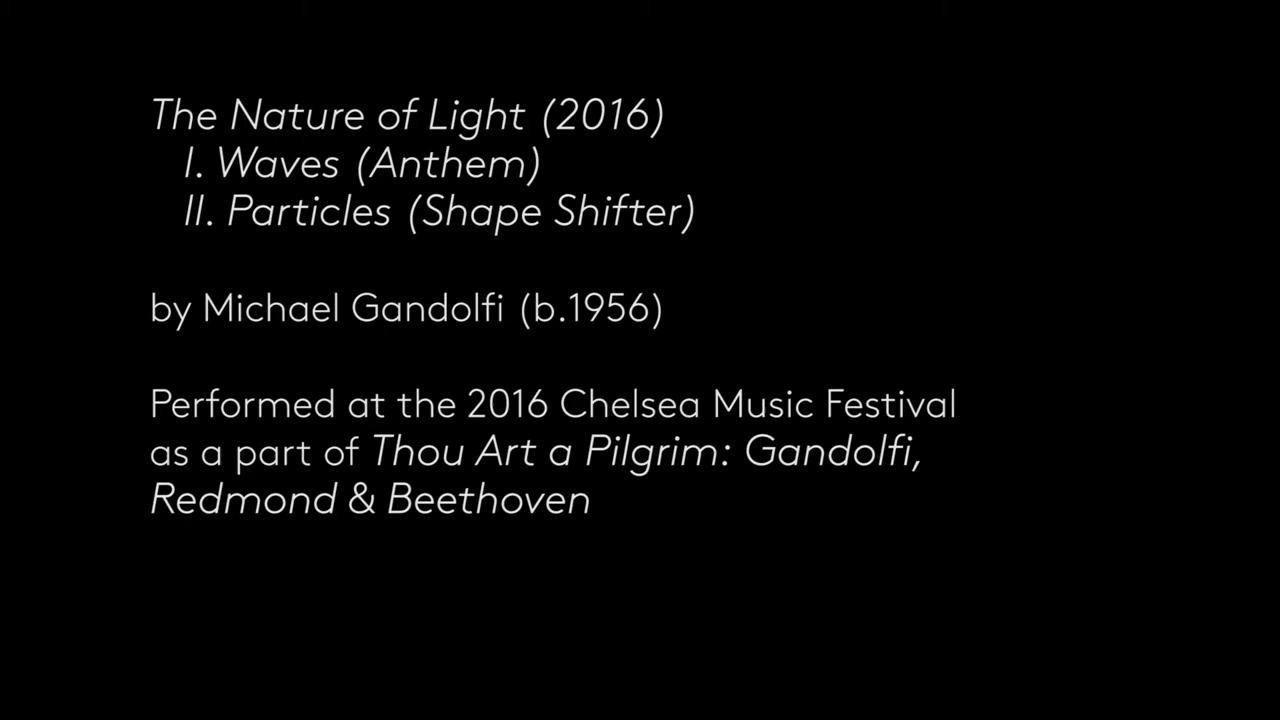 The Nature of Light (2016)
I. Waves (Anthem)
II. Particles (Shape Shifter)
by Michael Gandolfi (b.1956)
Performed at the 2016 Chelsea Music Festival
as a part of Thou Art a Pilgrim: Gandolfi,
Redmond & Beethoven